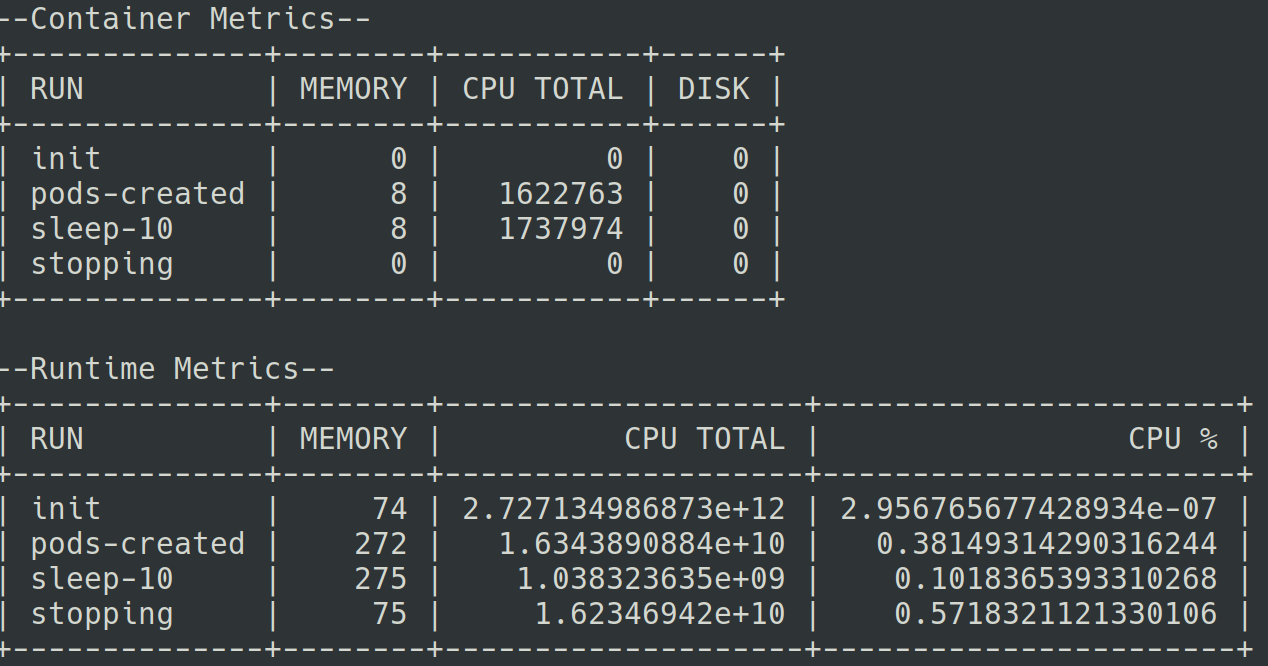 --Container Metrics--
+--------------+--------+-----------+------+
| RUN          | MEMORY | CPU TOTAL | DISK |
+--------------+--------+-----------+------+
| init         |      0 |         0 |    0 |
| pods-created |      8 |   1622763 |    0 |
| sleep-10     |      8 |   1737974 |    0 |
| stopping     |      0 |         0 |    0 |
+--------------+--------+-----------+------+

--Runtime Metrics--
+--------------+--------+--------------------+-----------------------+
| RUN          | MEMORY |          CPU TOTAL |                 CPU % |
+--------------+--------+--------------------+-----------------------+
| init         |     74 | 2.727134986873e+12 | 2.956765677428934e-07 |
| pods-created |    272 |   1.6343890884e+10 |   0.38149314290316244 |
| sleep-10     |    275 |    1.038323635e+09 |    0.1018365393310268 |
| stopping     |     75 |     1.62346942e+10 |    0.5718321121330106 |
+--------------+--------+--------------------+-----------------------+